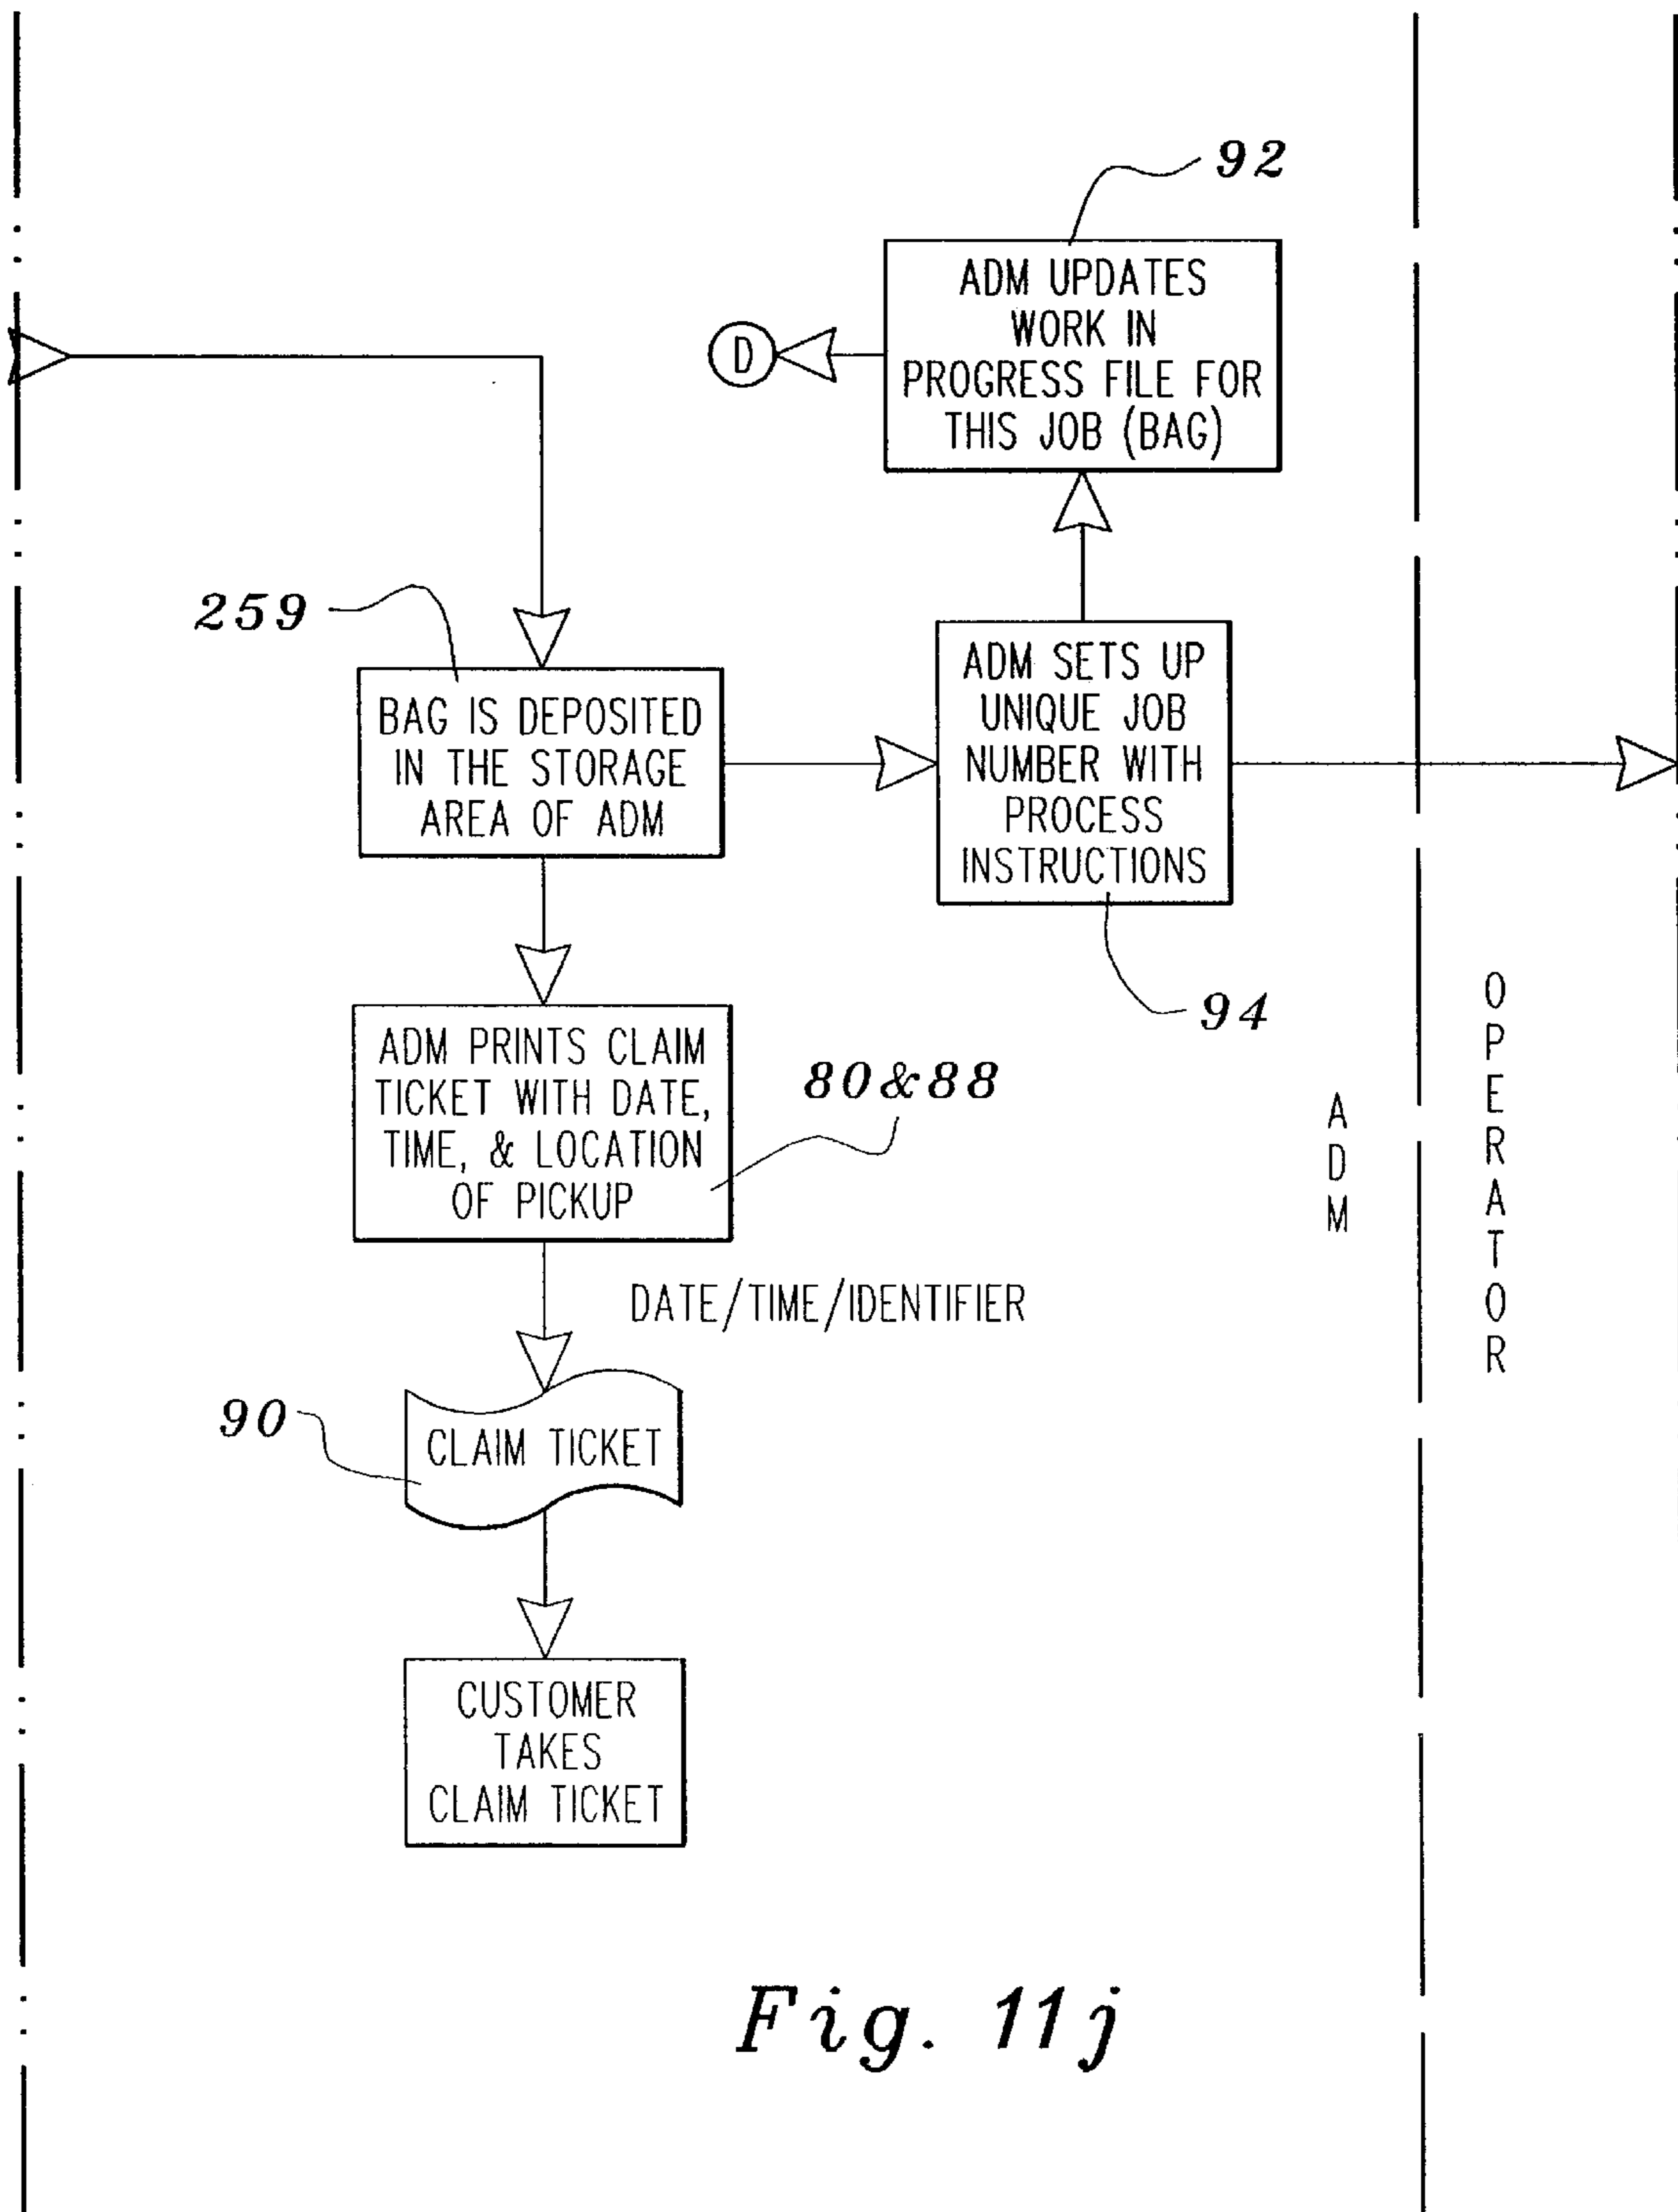 92
ADM UPDATES
WORK IN
PROGRESS FILE FOR
THIS JOB (BAG)
D
259
BAG IS DEPOSITED
IN THE STORAGE
AREA OF ADM
ADM SETS UP
UNIQUE JOB
NUMBER WITH
PROCESS
INSTRUCTIONS
94
ADM PRINTS CLAIM
TICKET WITH DATE,
TIME, & LOCATION
OF PICKUP
80&88
ADM
OPERATOR
DATE/TIME/IDENTIFIER
90
CLAIM TICKET
CUSTOMER
TAKES
CLAIM TICKET
Fig. 11j